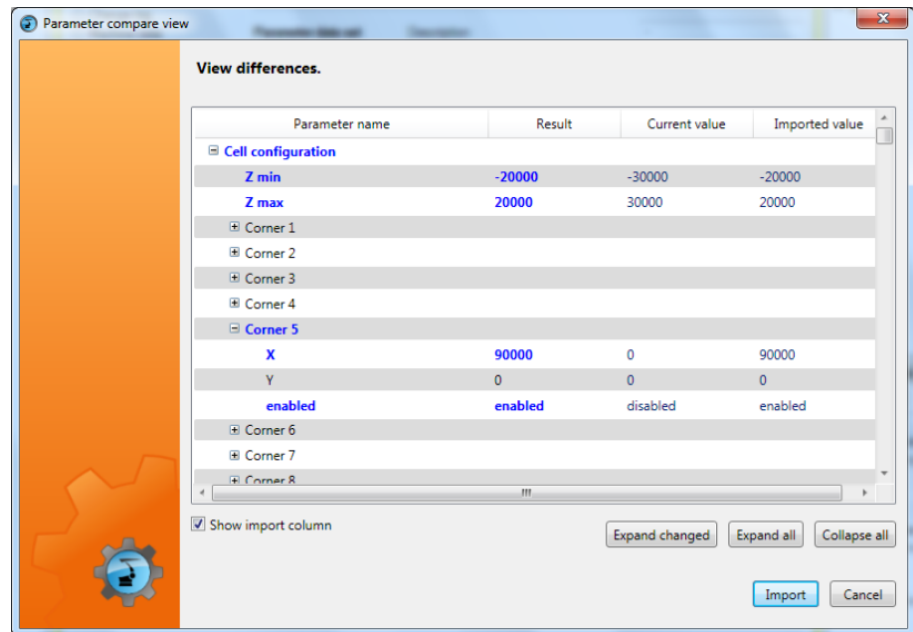 Parameter compare view
View differences.
Parameter name Result Current value Imported value
Cell configuration
Z min -20000 -30000 -20000
Z max 20000 30000 20000
Corner 1
Corner 2
Corner 3
Corner 4
Corner 5
X 90000 0 90000
Y 0 0 0
enabled enabled disabled enabled
Corner 6
Corner 7
Corner 8
Show import column
Expand changed Expand all Collapse all
Import Cancel